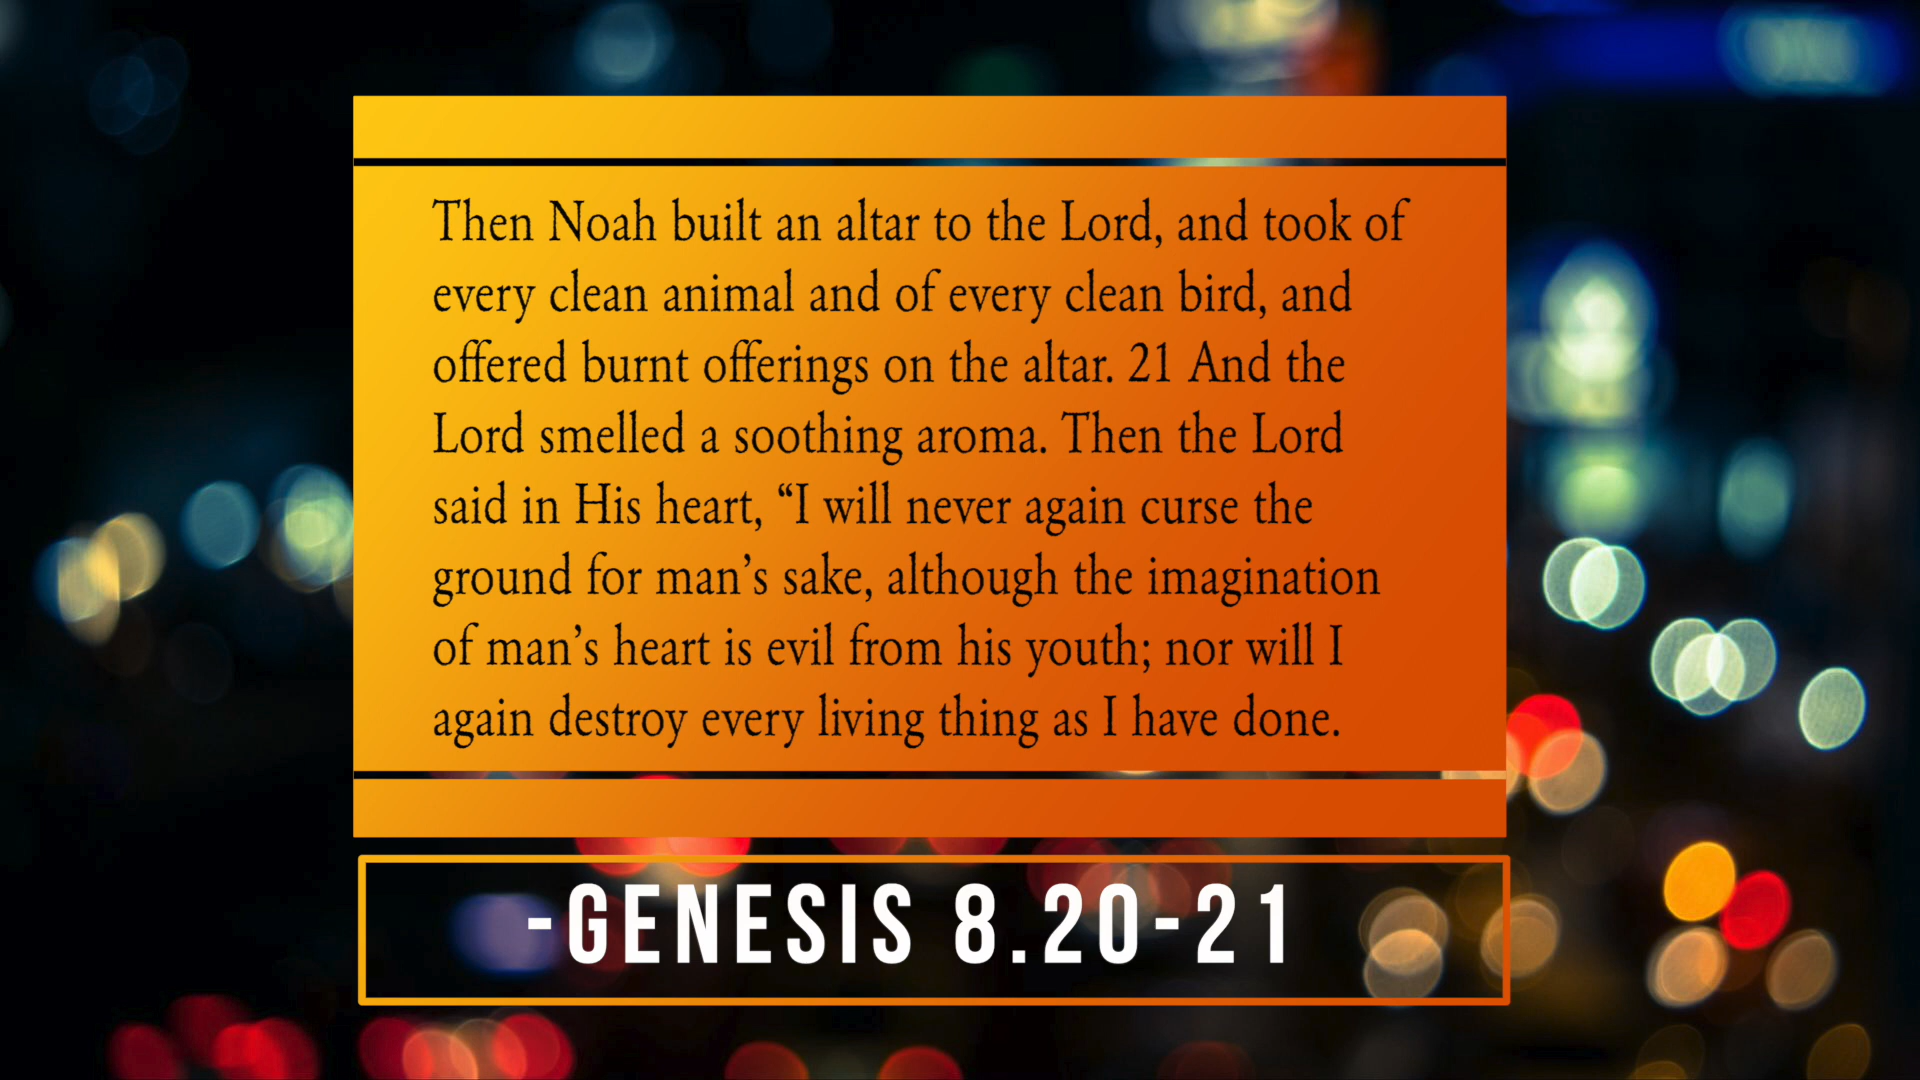 Then Noah built an altar to the Lord, and took of
every clean animal and of every clean bird, and
offered burnt offerings on the altar. 21 And the
Lord smelled a soothing aroma. Then the Lord
said in His heart, “I will never again curse the
ground for man’s sake, although the imagination
of man’s heart is evil from his youth; nor will I
again destroy every living thing as I have done.
-GENESIS 8.20-21